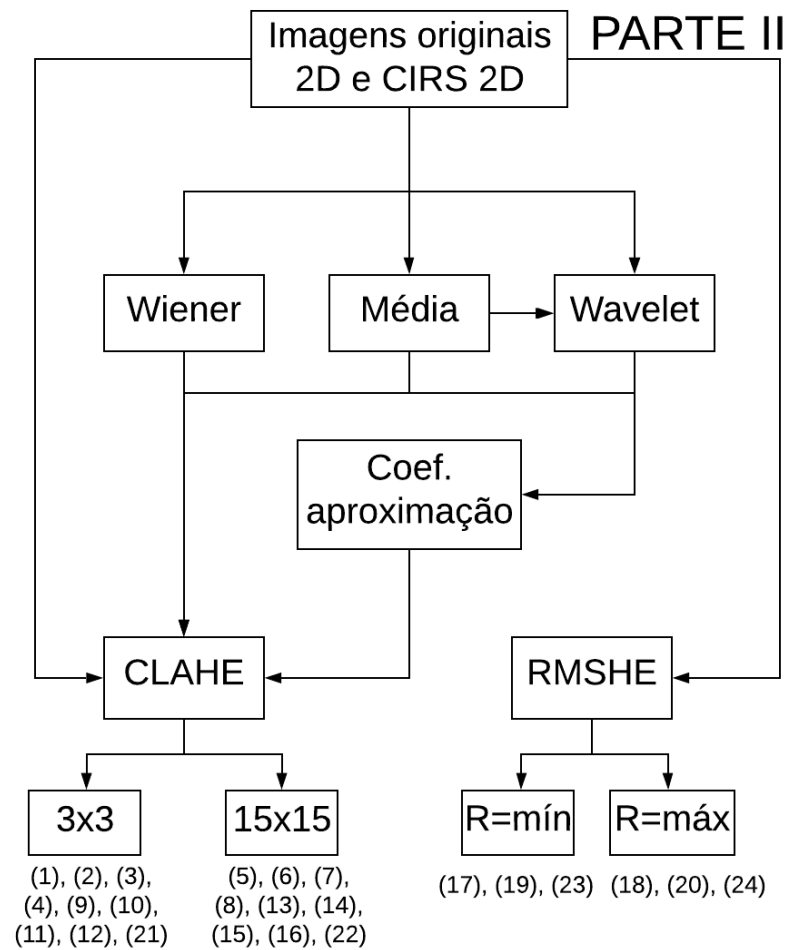 PARTE II
Imagens originais
2D e CIRS 2D
Wiener
Média
Wavelet
Coef.
aproximação
CLAHE
RMSHE
3x3
15x15
R=mín
R=máx
(1), (2), (3),
(4), (9), (10),
(11), (12), (21)
(5), (6), (7),
(8), (13), (14),
(15), (16), (22)
(17), (19), (23)
(18), (20), (24)